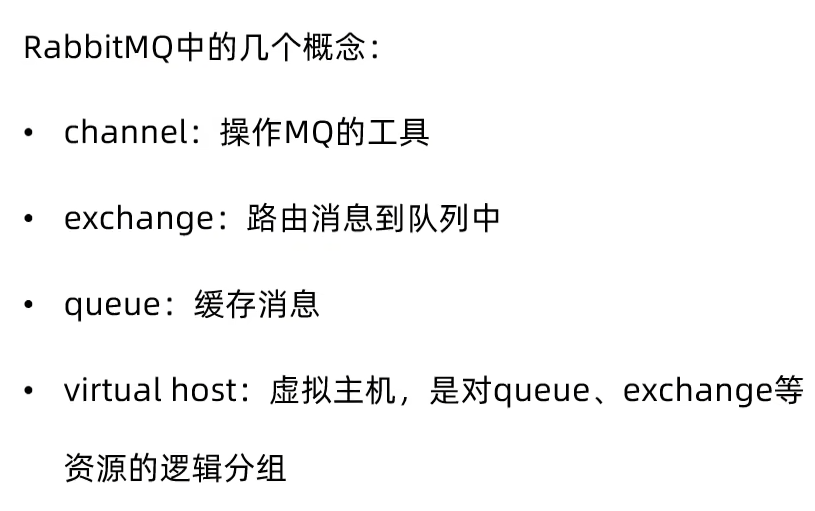 RabbitMQ中的几个概念：
• channel：操作MQ的工具
• exchange：路由消息到队列中
• queue：缓存消息
• virtual host：虚拟主机，是对queue、exchange等
资源的逻辑分组